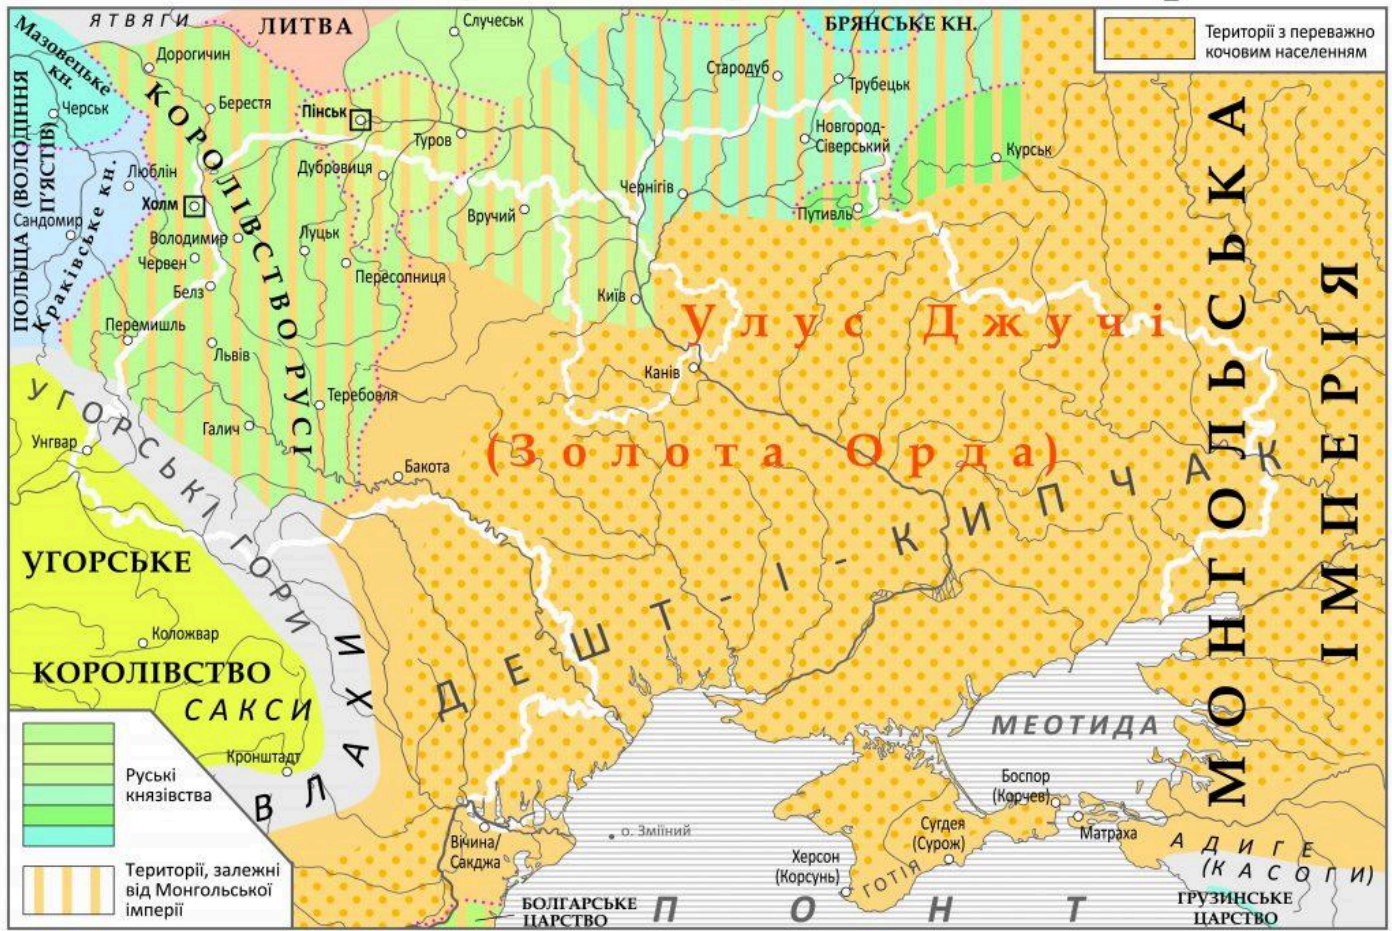 ЯТВЯГИ
ЛИТВА
Случеськ
БРЯНСЬКЕ КН.
Території з переважно
кочовим населенням
Мазовецьке
кн.
Дорогичин
Стародуб
Трубецьк
ПОЛЬЩА (ВОЛОДІННЯ
П'ЯСТІВ)
Черськ
Берестя
Пінськ
Туров
Новгород-
Сіверський
Курськ
КОРОЛІВСТВО РУСІ
Люблін
Дубровиця
Чернігів
Краківське кн.
Холм
Вручий
Путивль
Сандомир
Володимир
Луцьк
Червен
Пересопниця
Белз
Київ
Перемишль
Львів
Улус Джучі
МОНГОЛЬСЬКА
ІМПЕРІЯ
Канів
Теребовля
Галич
УГОРСЬКІ ГОРИ
Унгвар
Бакота
(Золота Орда)
ДЕШТ-І-КИПЧАК
УГОРСЬКЕ
КОРОЛІВСТВО
Коложвар
САКСИ
Кронштадт
ВЛАХИ
МЕОТИДА
Руські
князівства
Боспор
(Корчев)
Матраха
о. Зміїний
Сугдея
(Сурож)
Вічина/
Сакджа
АДИГЕ
(КАСОГИ)
Херсон
(Корсунь)
ГОТІЯ
Території, залежні
від Монгольської
імперії
БОЛГАРСЬКЕ
ЦАРСТВО
ПОНТ
ГРУЗИНСЬКЕ
ЦАРСТВО